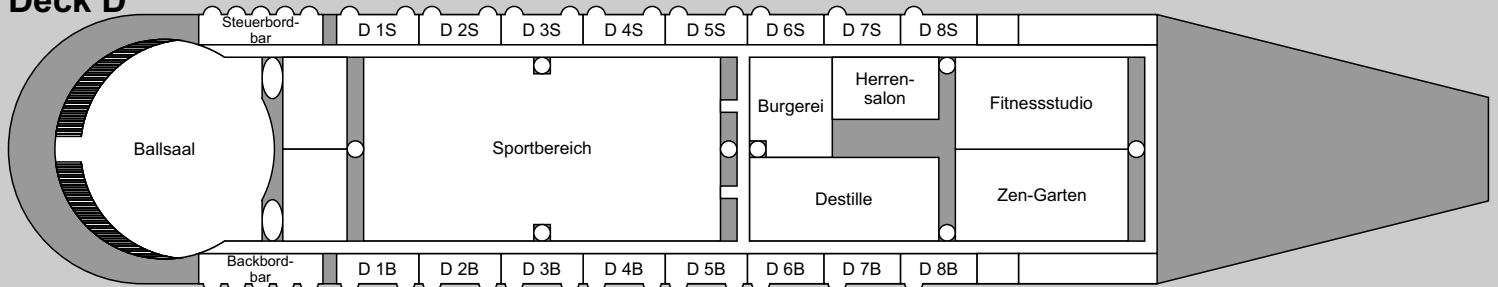 Deck D
Steuerbord-
bar
D 1S
D 2S
D 3S
D 4S
D 5S
D 6S
D 7S
D 8S
Ballsaal
Sportbereich
Burgerei
Herren-
salon
Fitnessstudio
Destille
Zen-Garten
Backbord-
bar
D 1B
D 2B
D 3B
D 4B
D 5B
D 6B
D 7B
D 8B